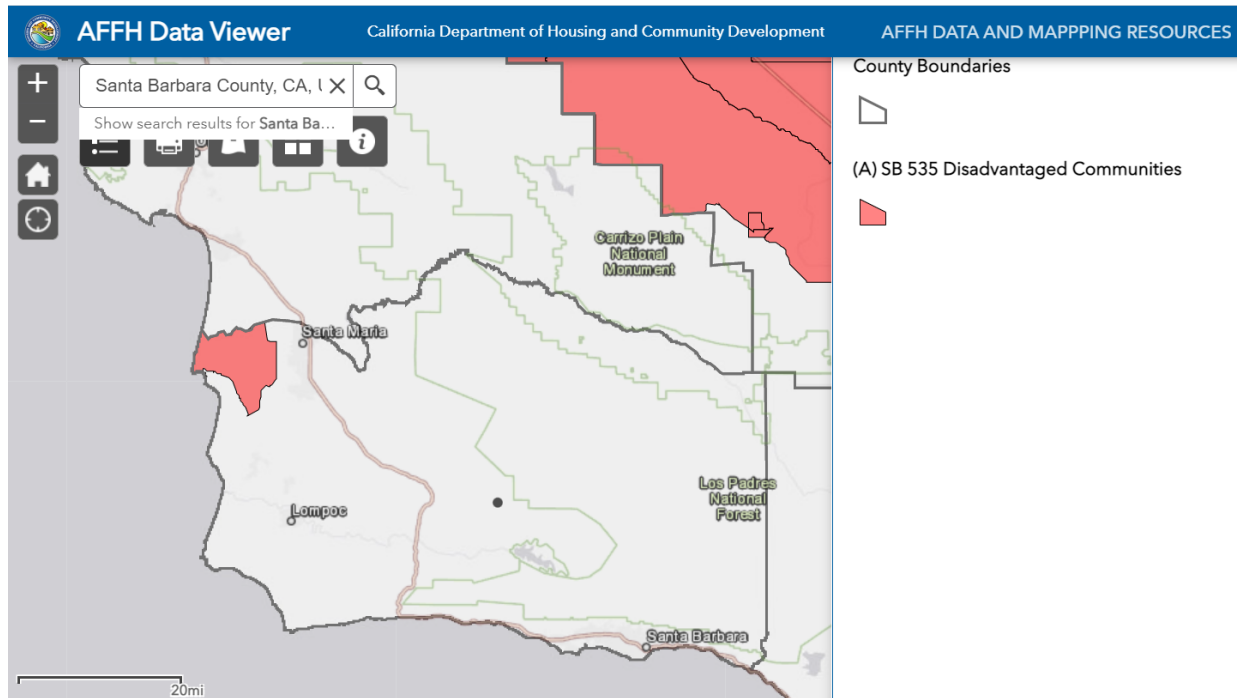 AFFH Data Viewer
California Department of Housing and Community Development
AFFH DATA AND MAPPPING RESOURCES
+
Santa Barbara County, CA, U
−
Show search results for Santa Ba...
County Boundaries
(A) SB 535 Disadvantaged Communities
Carrizo Plain
National
Monument
Santa Maria
Los Padres
National
Forest
Lompoc
Santa Barbara
20mi